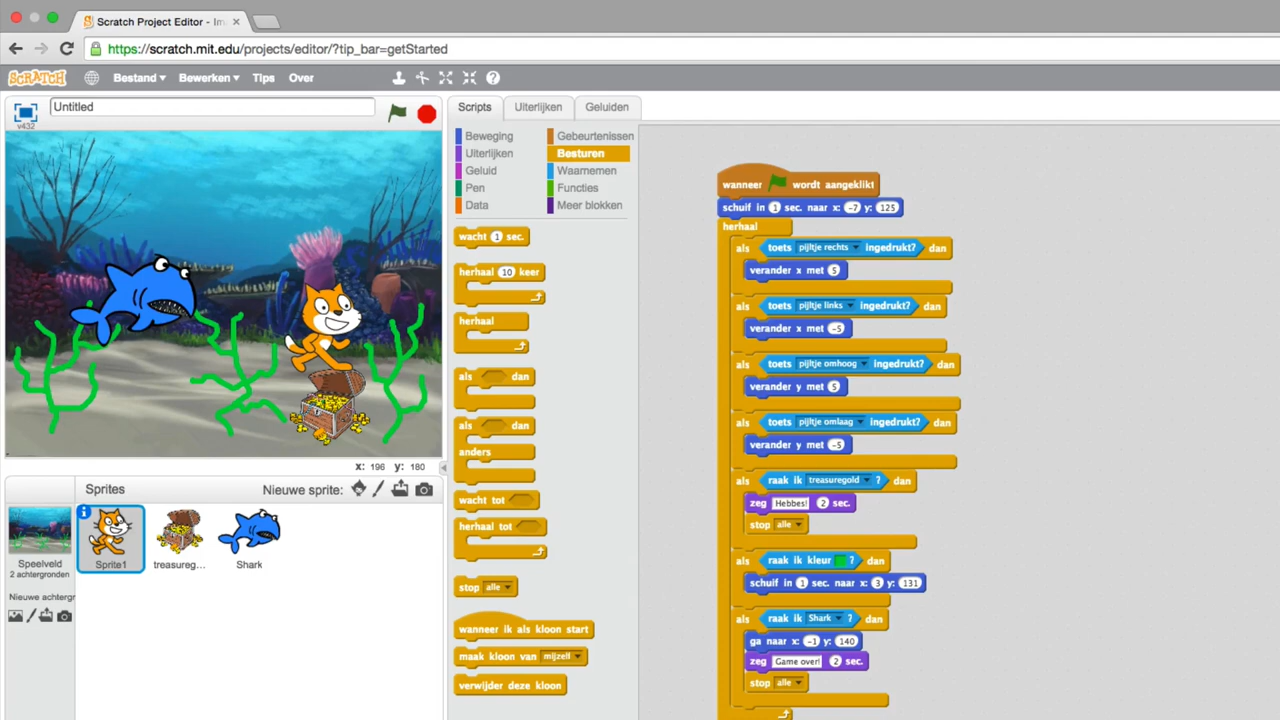 Scratch Project Editor - Im
https://scratch.mit.edu/projects/editor/?tip_bar=getStarted
SCRATCH Bestand Bewerken Tips Over
v432 Untitled
Scripts Uiterlijken Geluiden
Beweging Gebeurtenissen
Uiterlijken Besturen
Geluid Waarnemen
Pen Functies
Data Meer blokken
wacht 1 sec.
herhaal 10 keer
herhaal
als dan
als dan
anders
wacht tot
herhaal tot
stop alle
wanneer ik als kloon start
maak kloon van mijzelf
verwijder deze kloon
wanneer wordt aangeklikt
schuif in 1 sec. naar x: -7 y: 125
herhaal
als toets pijltje rechts ingedrukt? dan
verander x met 5
als toets pijltje links ingedrukt? dan
verander x met -5
als toets pijltje omhoog ingedrukt? dan
verander y met 5
als toets pijltje omlaag ingedrukt? dan
verander y met -5
als raak ik treasuregold ? dan
zeg Hebbes! 2 sec.
stop alle
als raak ik kleur ? dan
schuif in 1 sec. naar x: 3 y: 131
als raak ik Shark ? dan
ga naar x: -1 y: 140
zeg Game over! 2 sec.
stop alle
x: 196 y: 180
Sprites Nieuwe sprite:
Speelveld
2 achtergronden
Nieuwe achtergr
Sprite1
treasureg...
Shark